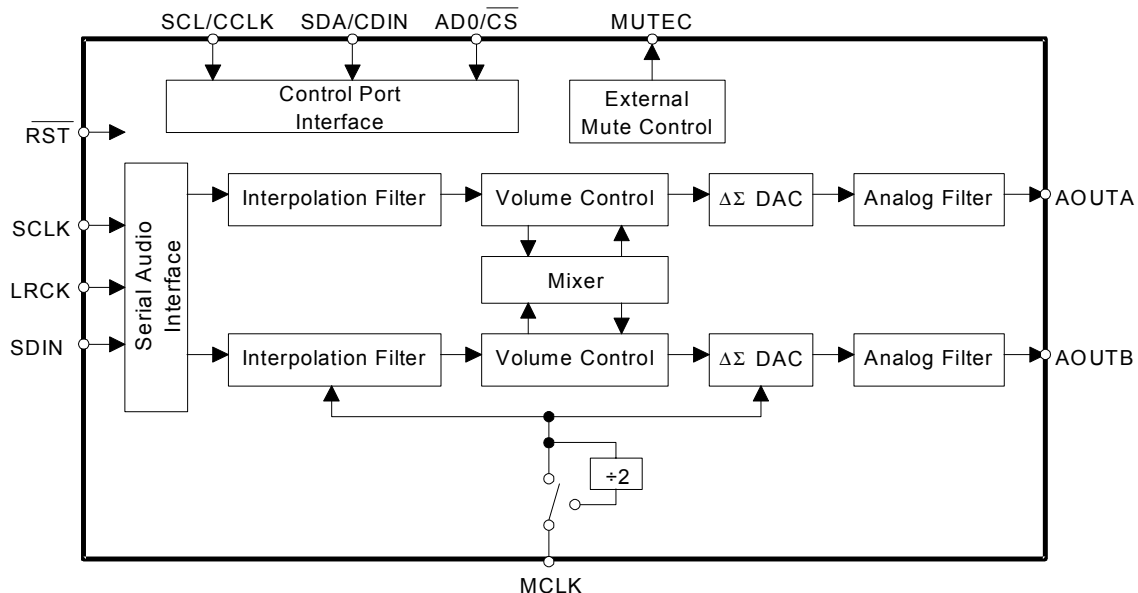 SCL/CCLK SDA/CDIN AD0/C̅S̅ MUTEC
Control Port
Interface
External
Mute Control
R̅S̅T̅
SCLK
LRCK
SDIN
Serial Audio
Interface
Interpolation Filter Volume Control ΔΣ DAC Analog Filter AOUTA
Mixer
Interpolation Filter Volume Control ΔΣ DAC Analog Filter AOUTB
÷2
MCLK